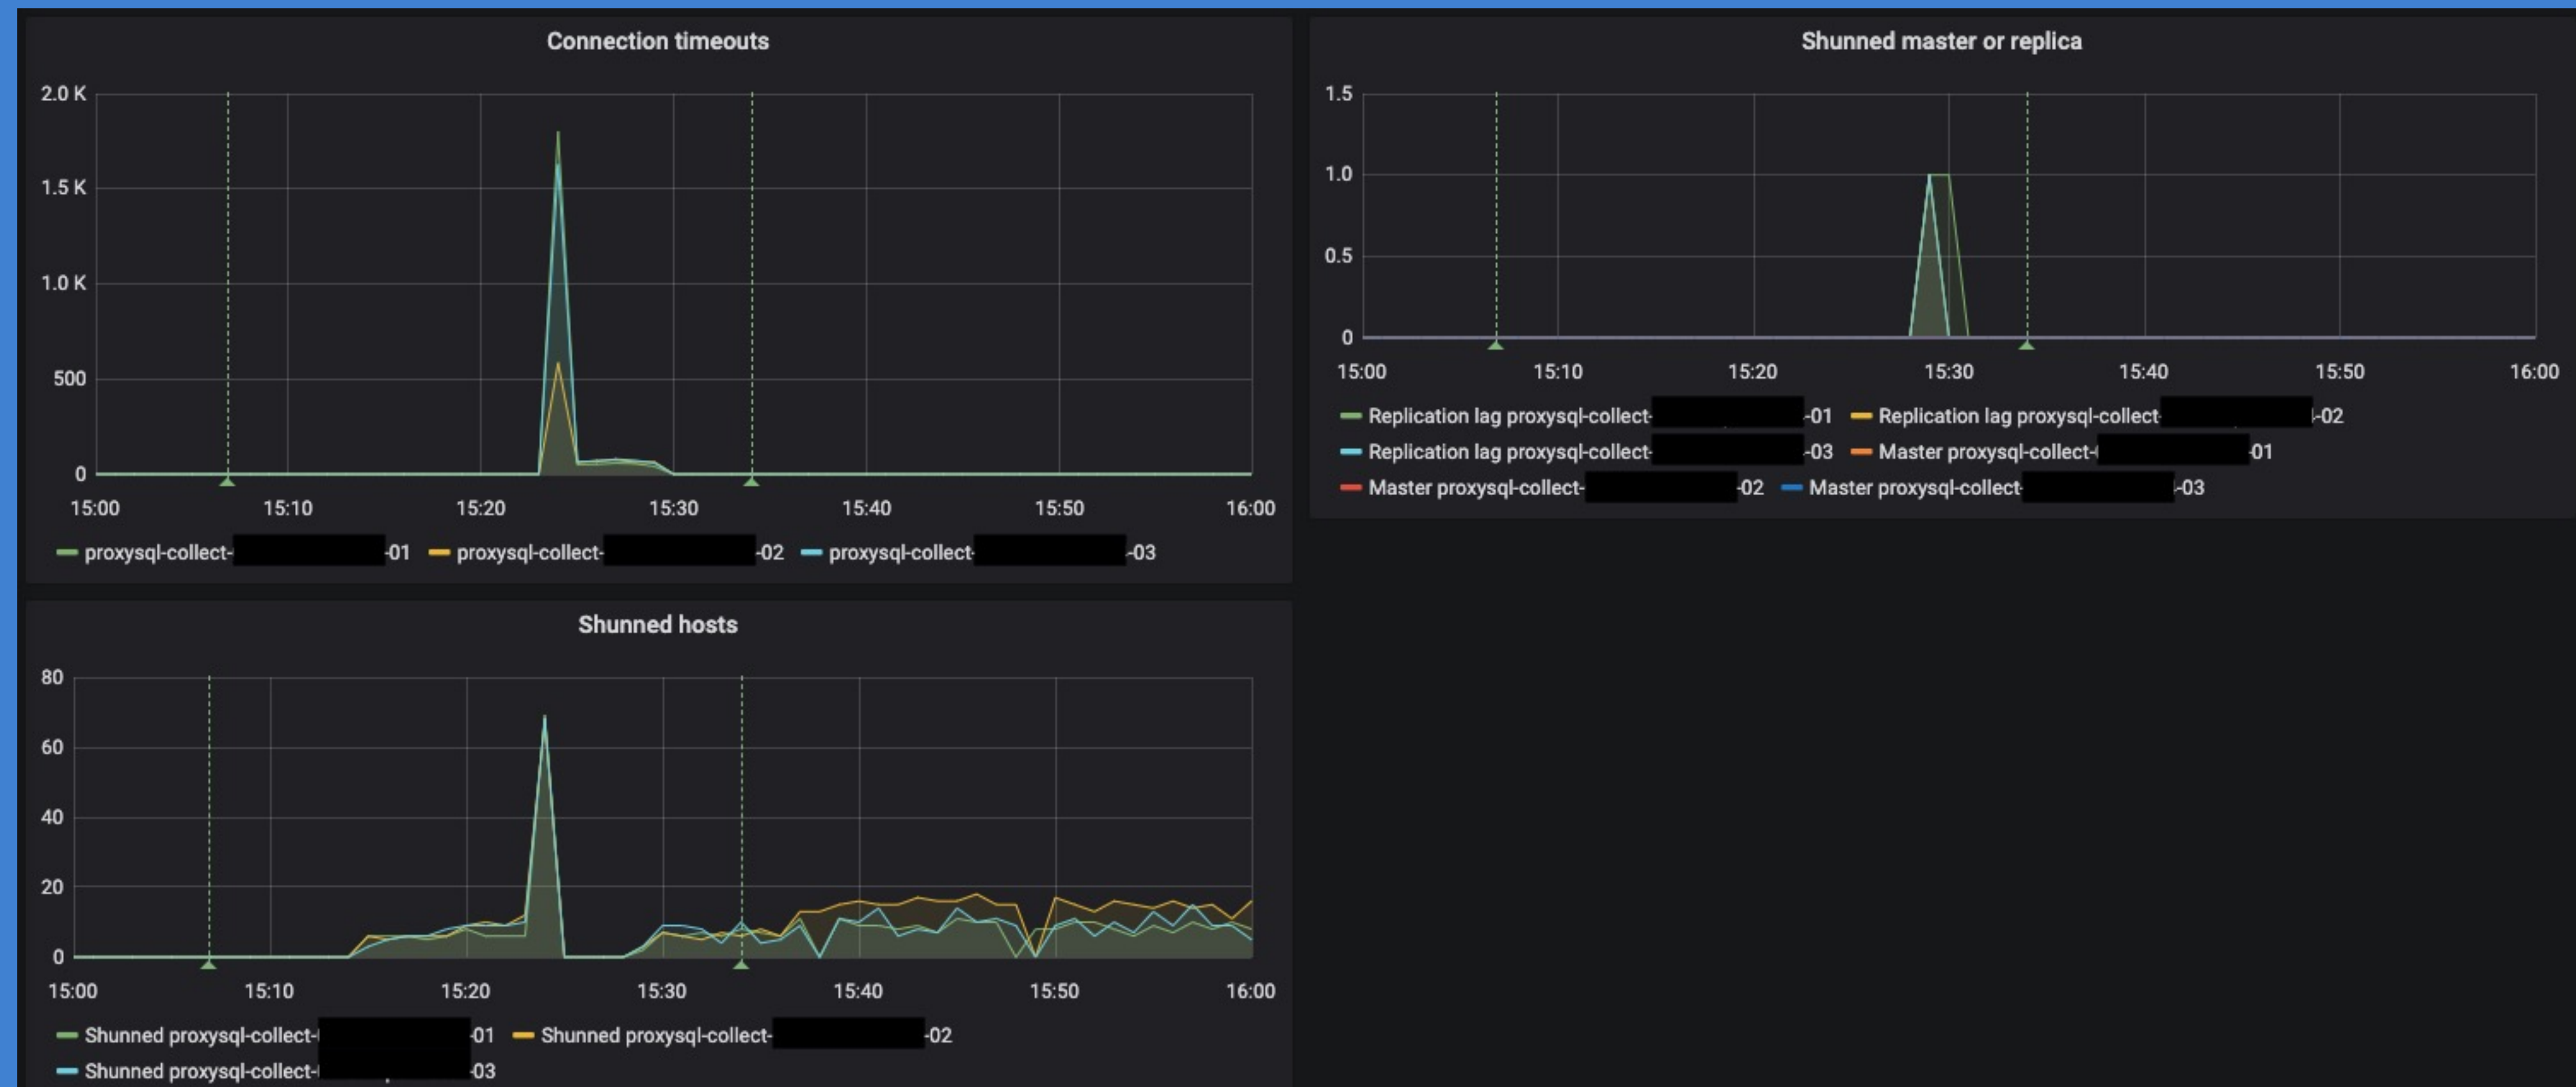 Connection timeouts
2.0 K
1.5 K
1.0 K
500
0
15:00 15:10 15:20 15:30 15:40 15:50 16:00
proxysql-collect- -01 proxysql-collect- -02 proxysql-collect- -03
Shunned master or replica
1.5
1.0
0.5
0
15:00 15:10 15:20 15:30 15:40 15:50 16:00
Replication lag proxysql-collect- -01 Replication lag proxysql-collect- -02
Replication lag proxysql-collect- -03 Master proxysql-collect- -01
Master proxysql-collect- -02 Master proxysql-collect- -03
Shunned hosts
80
60
40
20
0
15:00 15:10 15:20 15:30 15:40 15:50 16:00
Shunned proxysql-collect- -01 Shunned proxysql-collect- -02
Shunned proxysql-collect- -03